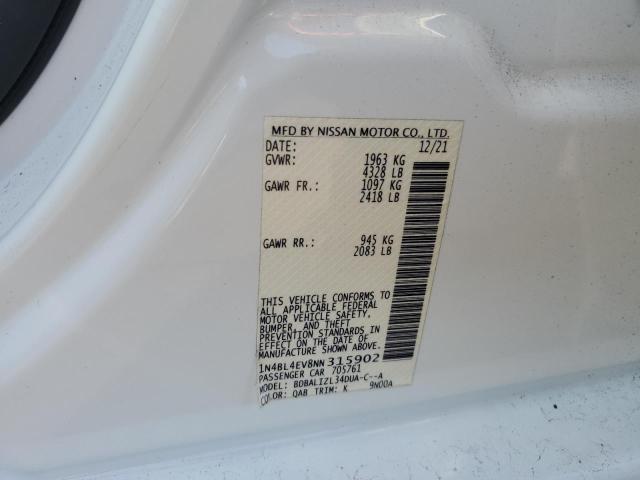 MFD BY NISSAN MOTOR CO., LTD.
DATE: 12/21
GVWR: 1963 KG
4328 LB
GAWR FR.: 1097 KG
2418 LB
GAWR RR.: 945 KG
2083 LB
THIS VEHICLE CONFORMS TO
ALL APPLICABLE FEDERAL
MOTOR VEHICLE SAFETY,
BUMPER, AND THEFT
PREVENTION STANDARDS IN
EFFECT ON THE DATE OF
MANUFACTURE SHOWN ABOVE.
1N4BL4EV8NN315902
PASSENGER CAR 705761
MODEL: BDBALIZL34DUA-C--A
COLOR: QAB TRIM: K 9N00A